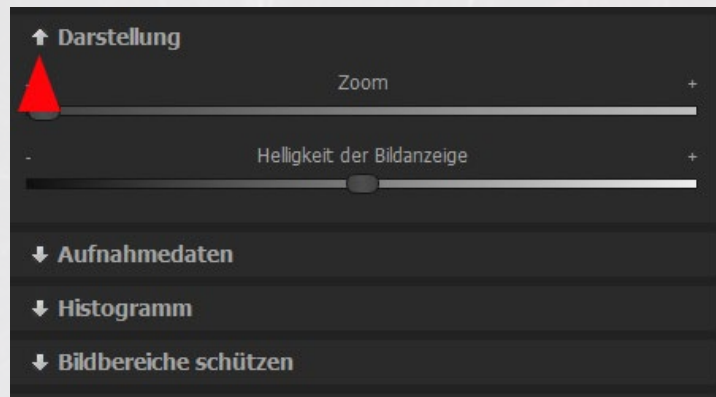 Darstellung
- Zoom +
- Helligkeit der Bildanzeige +
Aufnahmedaten
Histogramm
Bildbereiche schützen